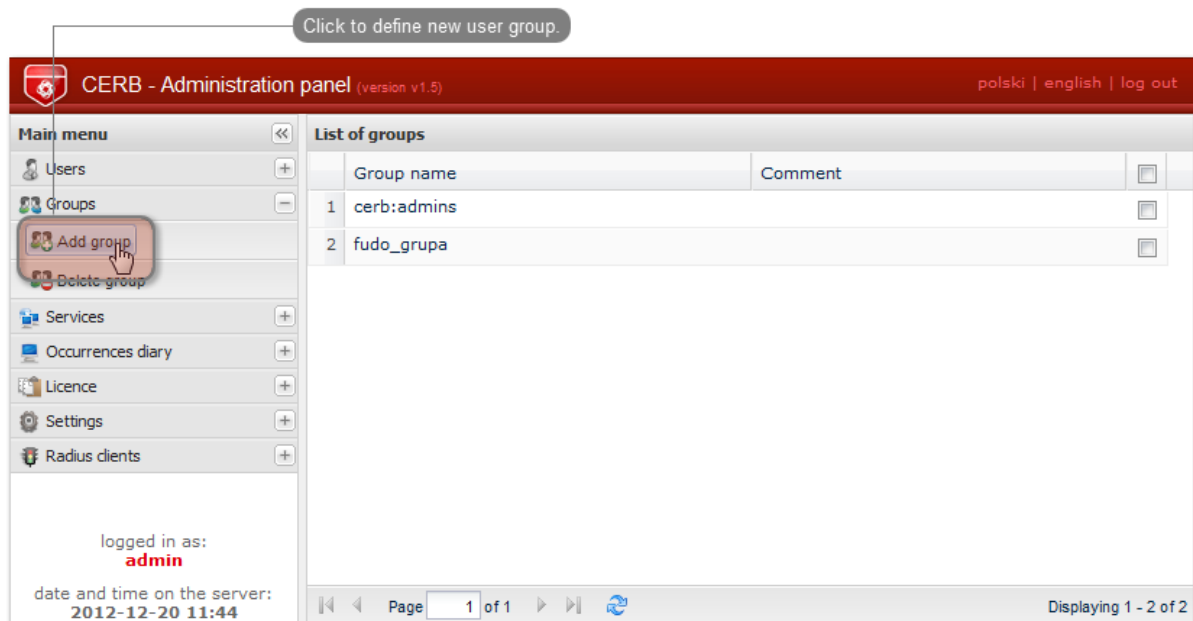 Click to define new user group.
CERB - Administration panel (version v1.5)
polski | english | log out
Main menu
List of groups
Users
Group name
Comment
Groups
1 cerb:admins
Add group
2 fudo_grupa
Delete group
Services
Occurrences diary
Licence
Settings
Radius clients
logged in as:
admin
date and time on the server:
2012-12-20 11:44
Page 1 of 1
Displaying 1 - 2 of 2